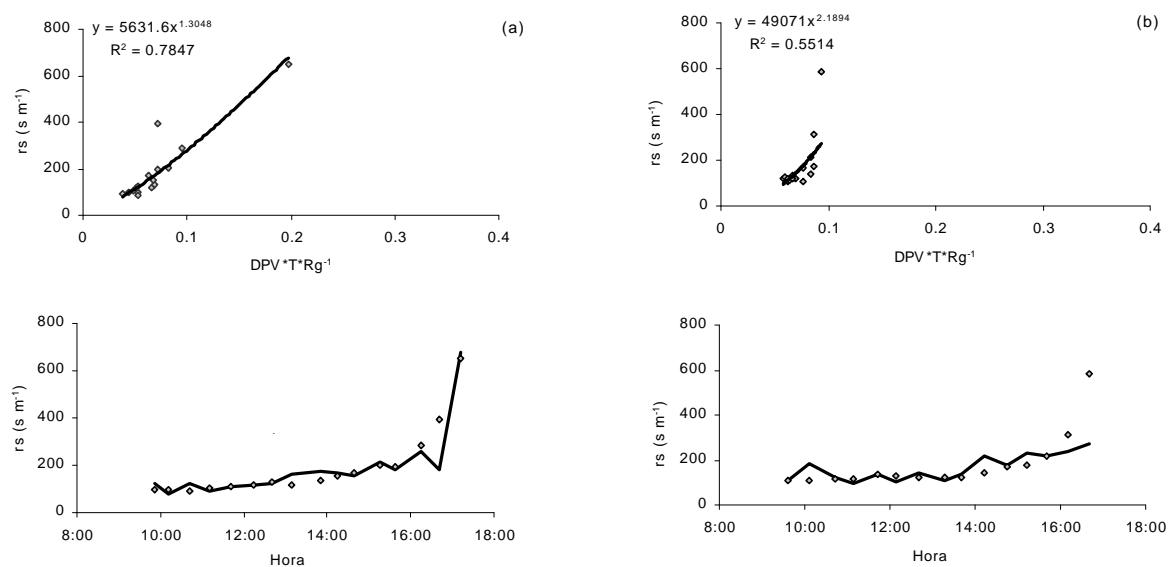 y = 5631.6x^1.3048
R² = 0.7847
(a)
800
600
400
200
0
rs (s m⁻¹)
0 0.1 0.2 0.3 0.4
DPV*T*Rg⁻¹
y = 49071x^2.1894
R² = 0.5514
(b)
800
600
400
200
0
rs (s m⁻¹)
0 0.1 0.2 0.3 0.4
DPV*T*Rg⁻¹
800
600
400
200
0
rs (s m⁻¹)
8:00 10:00 12:00 14:00 16:00 18:00
Hora
800
600
400
200
0
rs (s m⁻¹)
8:00 10:00 12:00 14:00 16:00 18:00
Hora